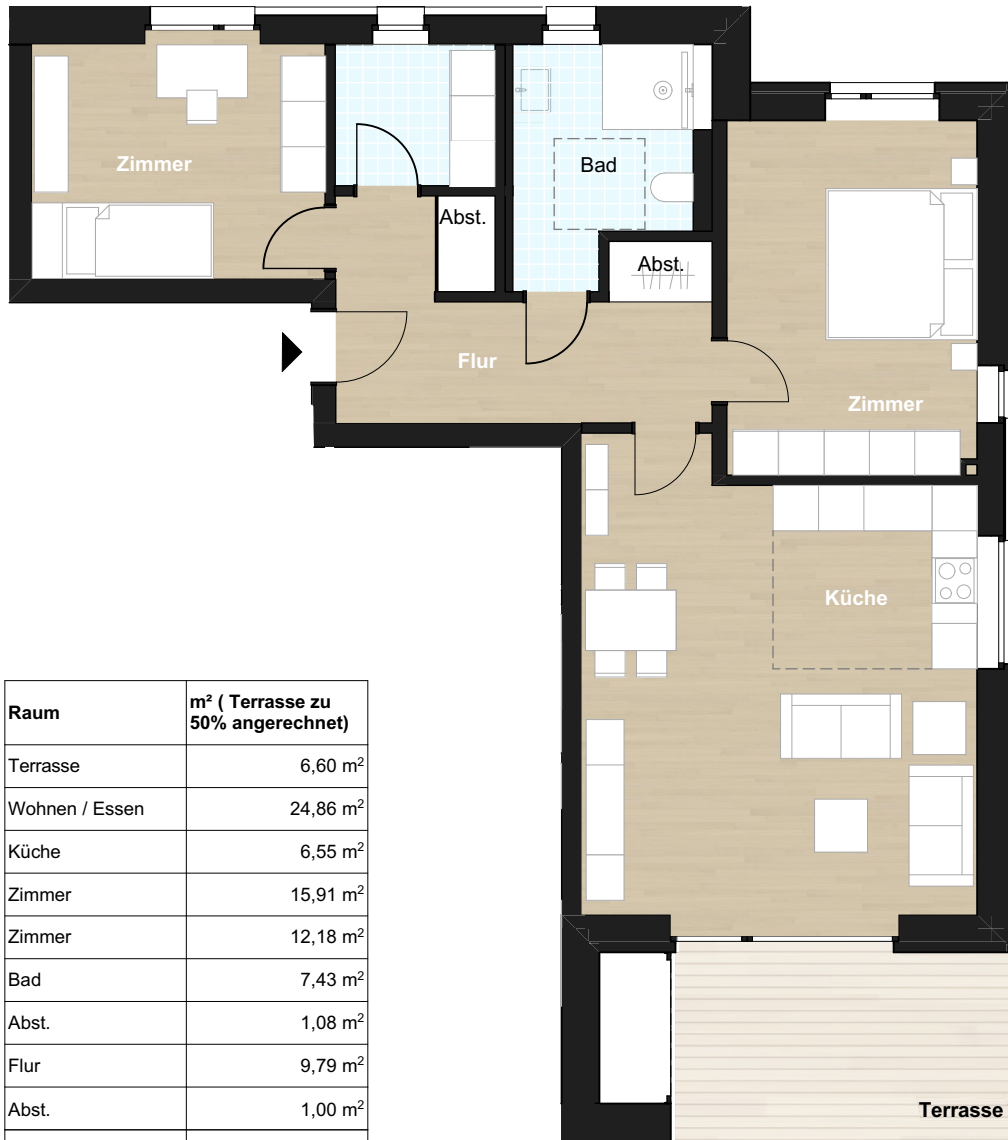 Zimmer
Bad
Abst.
Abst.
Flur
Zimmer
Küche
Terrasse
Raum m² ( Terrasse zu
50% angerechnet)
Terrasse 6,60 m²
Wohnen / Essen 24,86 m²
Küche 6,55 m²
Zimmer 15,91 m²
Zimmer 12,18 m²
Bad 7,43 m²
Abst. 1,08 m²
Flur 9,79 m²
Abst. 1,00 m²